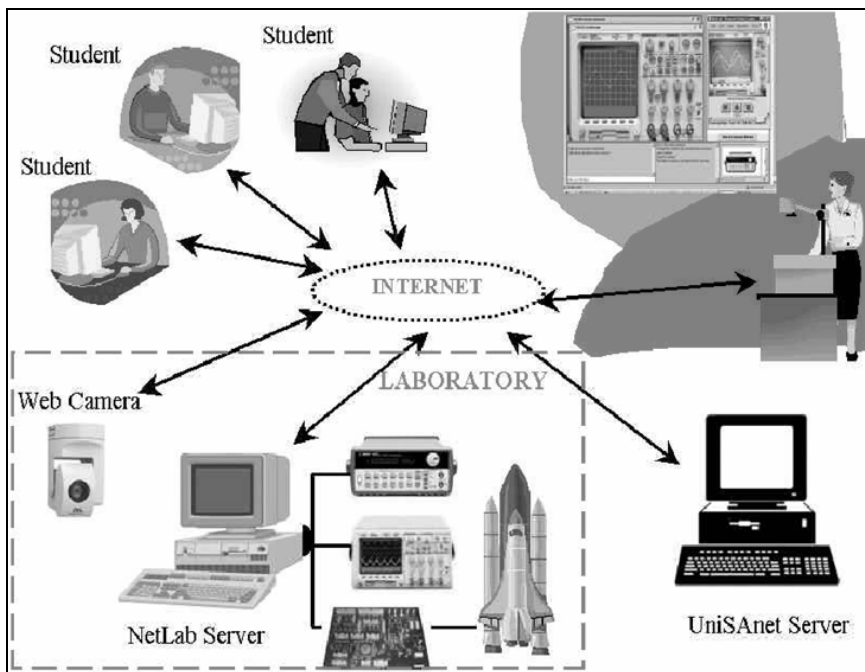 Student
Student
Student
INTERNET
LABORATORY
Web Camera
NetLab Server
UniSAnet Server